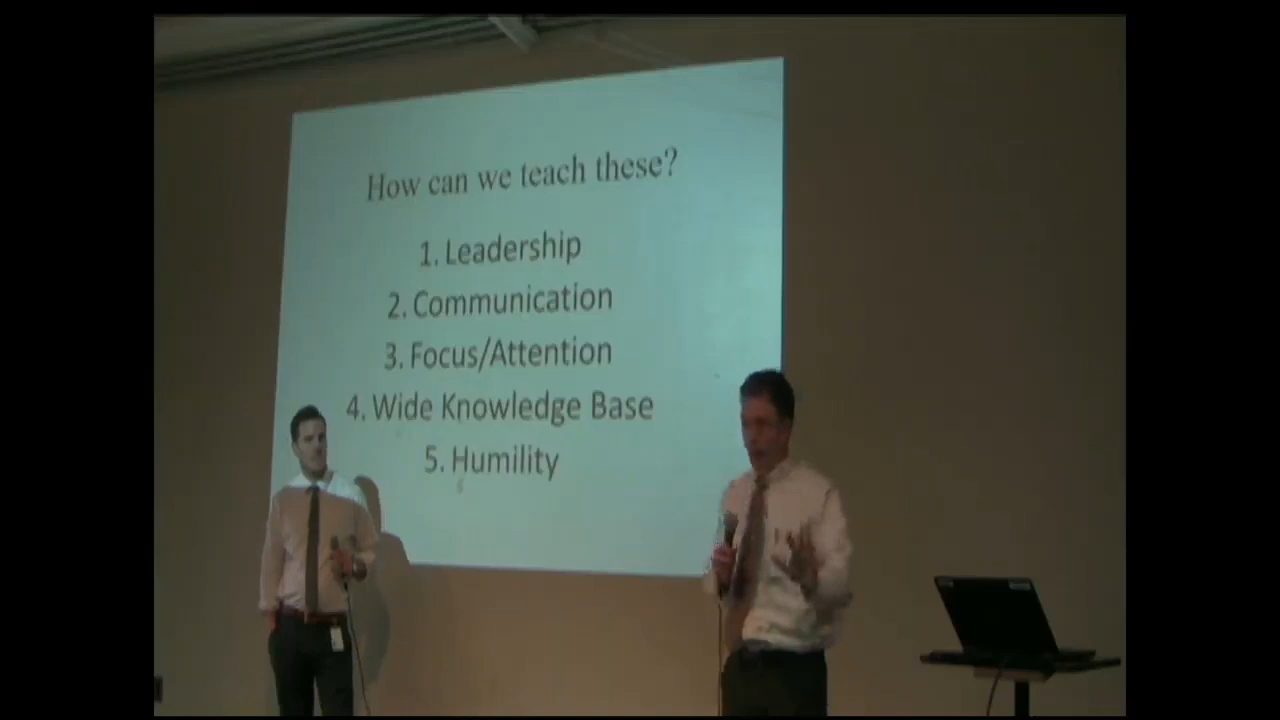 How can we teach these?
1. Leadership
2. Communication
3. Focus/Attention
4. Wide Knowledge Base
5. Humility